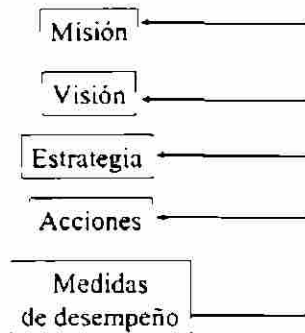 Misión
Visión
Estrategia
Acciones
Medidas
de desempeño